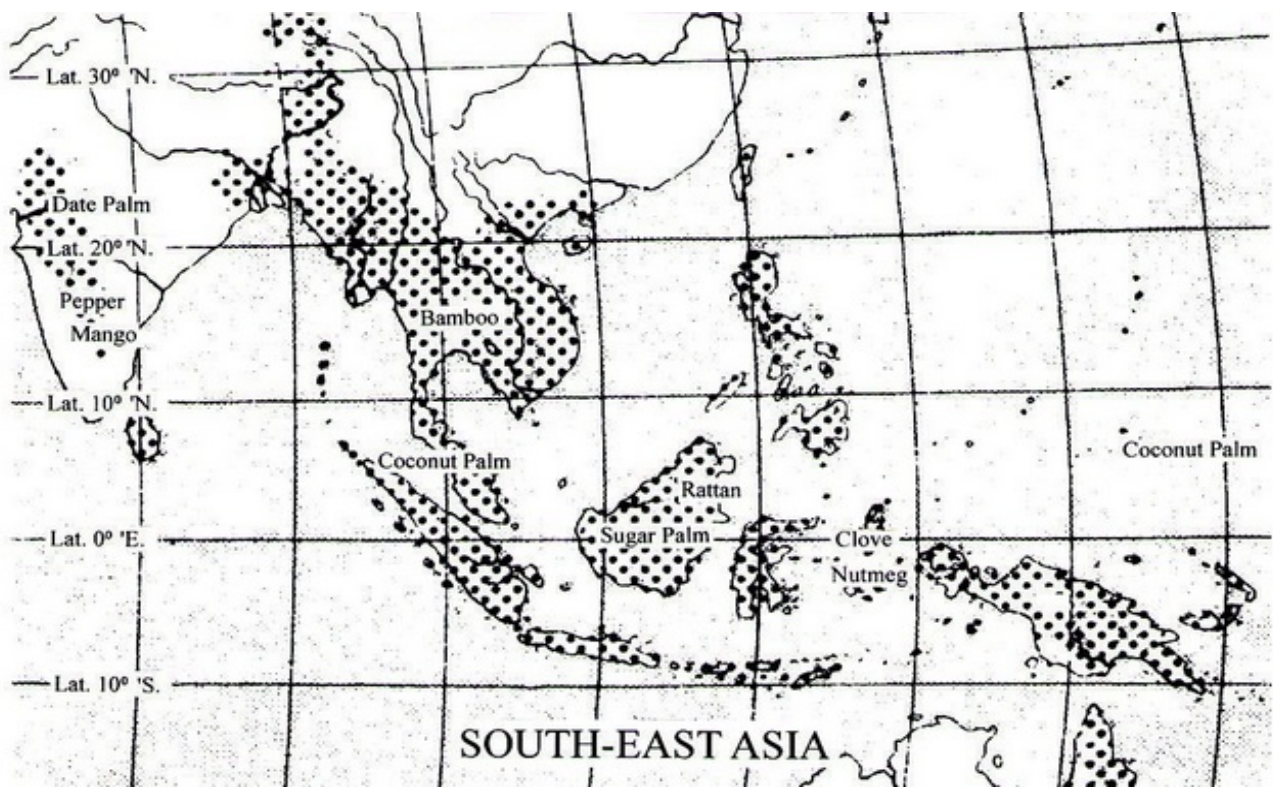 Lat. 30° 'N.
Date Palm
Lat. 20° 'N.
Pepper
Mango
Bamboo
Lat. 10° 'N.
Coconut Palm
Coconut Palm
Rattan
Sugar Palm
Lat. 0° 'E.
Clove
Nutmeg
Lat. 10° 'S.
SOUTH-EAST ASIA